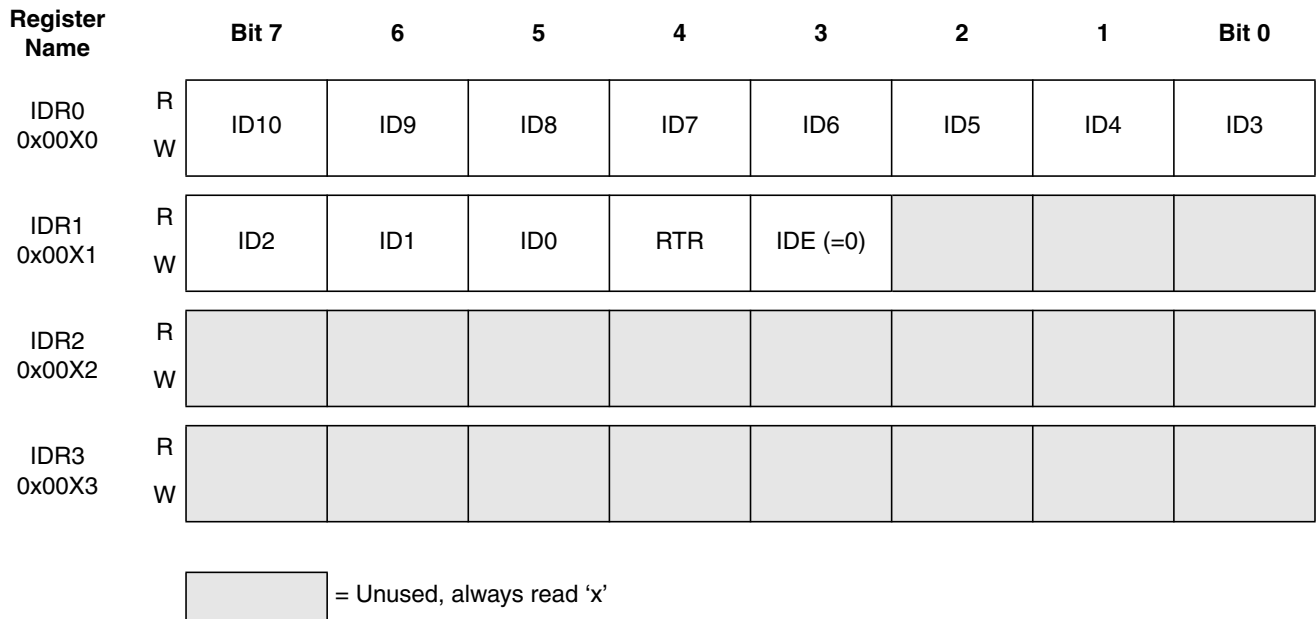 Register Name Bit 7 6 5 4 3 2 1 Bit 0
IDR0 0x00X0 R W ID10 ID9 ID8 ID7 ID6 ID5 ID4 ID3
IDR1 0x00X1 R W ID2 ID1 ID0 RTR IDE (=0)
IDR2 0x00X2 R W
IDR3 0x00X3 R W
= Unused, always read ‘x’